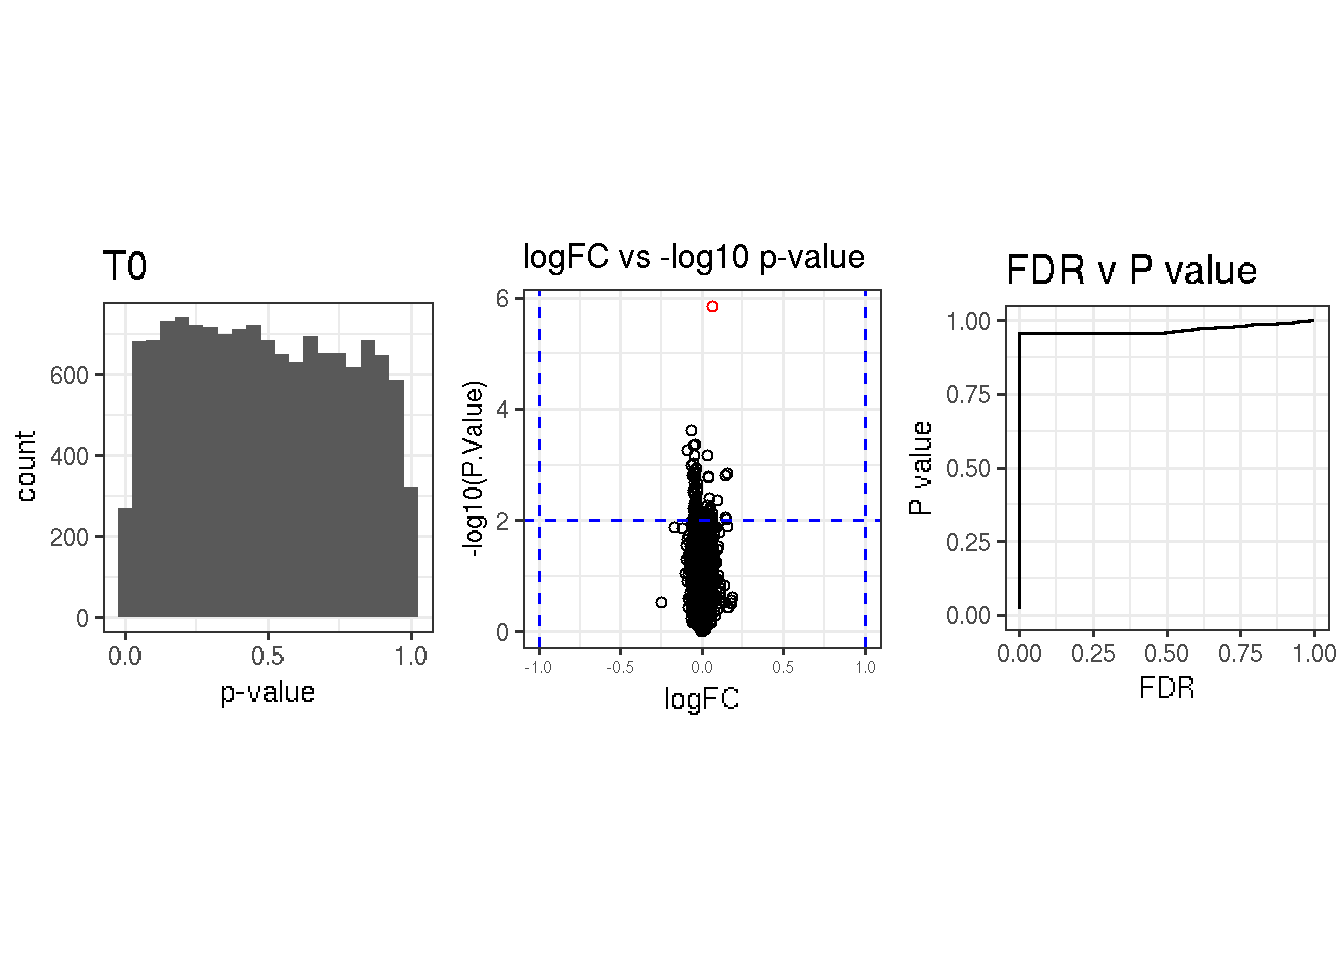 T0
count
600
400
200
0
0.0 0.5 1.0
p-value
logFC vs -log10 p-value
-log10(P.Value)
6
4
2
0
-1.0 -0.5 0.0 0.5 1.0
logFC
FDR v P value
P value
1.00
0.75
0.50
0.25
0.00
0.00 0.25 0.50 0.75 1.00
FDR